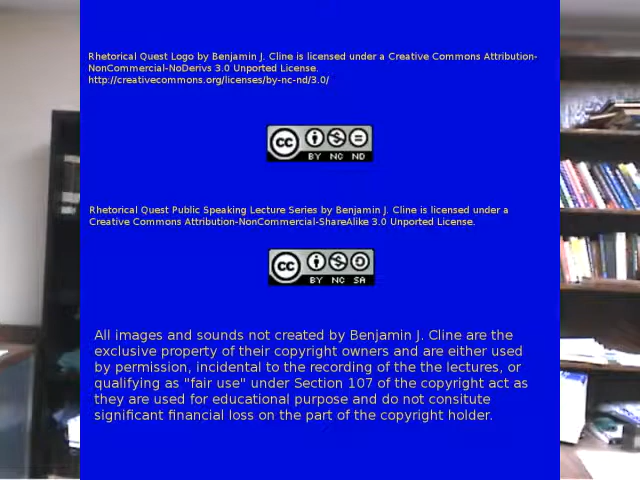 Rhetorical Quest Logo by Benjamin J. Cline is licensed under a Creative Commons Attribution-
NonCommercial-NoDerivs 3.0 Unported License.
http://creativecommons.org/licenses/by-nc-nd/3.0/
cc
BY NC ND
Rhetorical Quest Public Speaking Lecture Series by Benjamin J. Cline is licensed under a
Creative Commons Attribution-NonCommercial-ShareAlike 3.0 Unported License.
cc
BY NC SA
All images and sounds not created by Benjamin J. Cline are the
exclusive property of their copyright owners and are either used
by permission, incidental to the recording of the the lectures, or
qualifying as "fair use" under Section 107 of the copyright act as
they are used for educational purpose and do not consitute
significant financial loss on the part of the copyright holder.